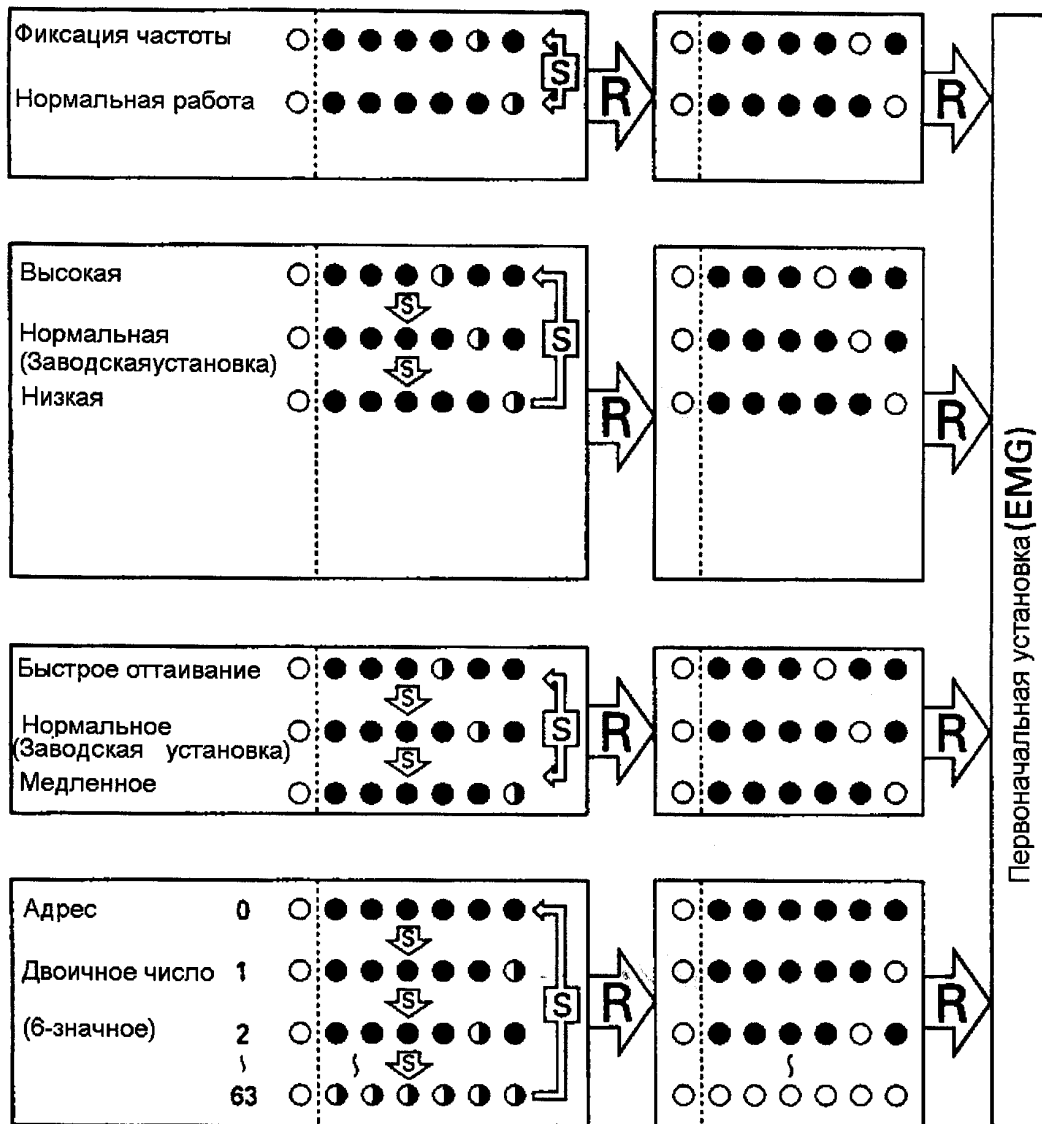 Фиксация частоты
S
R
R
Нормальная работа
Высокая
S
Нормальная
(Заводскаяустановка)
S
S
Низкая
R
R
Быстрое оттаивание
S
Нормальное
(Заводская установка)
S
R
R
S
Медленное
Адрес 0
S
Двоичное число 1
S
S
R
R
(6-значное) 2
S
63
Первоначальная установка (EMG)